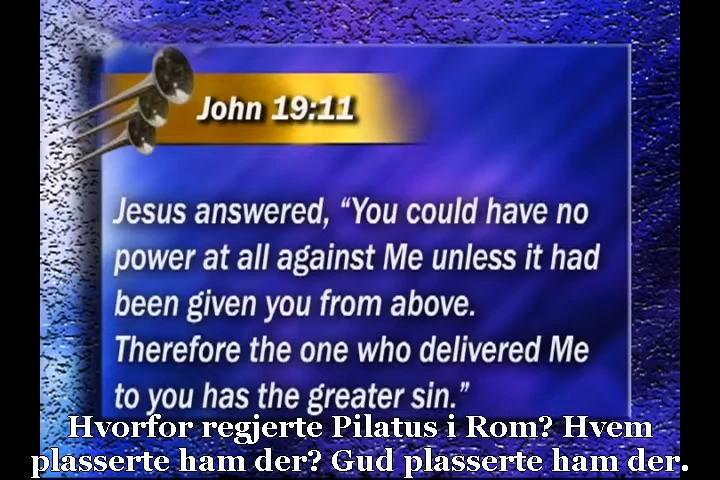 John 19:11
Jesus answered, “You could have no
power at all against Me unless it had
been given you from above.
Therefore the one who delivered Me
to you has the greater sin.”
Hvorfor regjerte Pilatus i Rom? Hvem
plasserte ham der? Gud plasserte ham der.